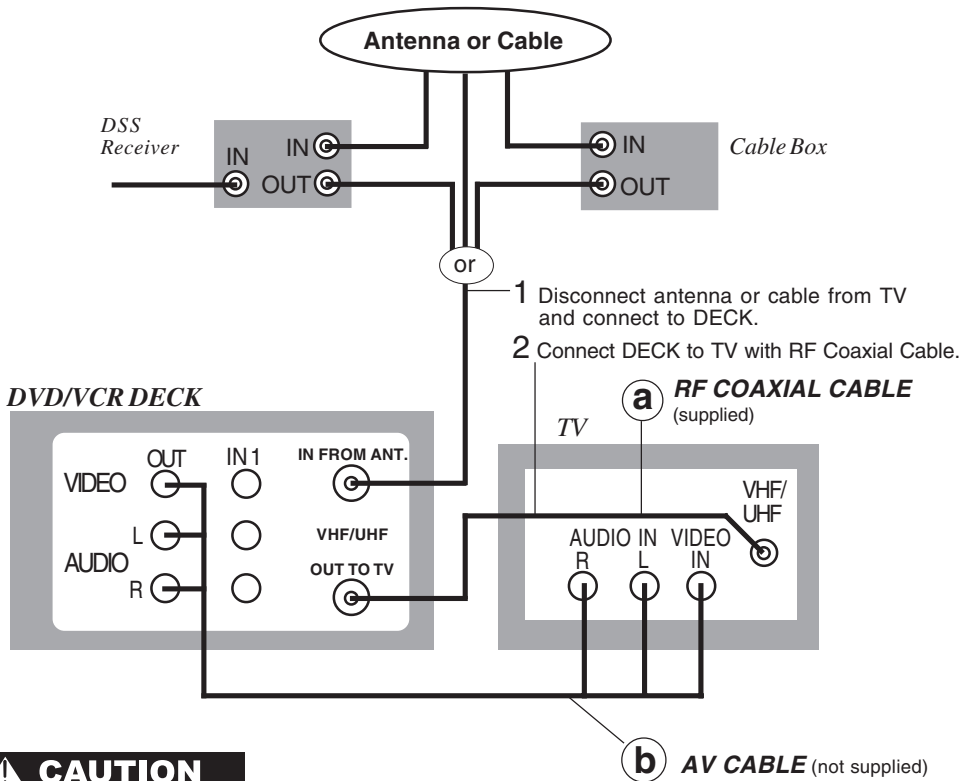 Antenna or Cable
DSS
Receiver
IN
IN
OUT
IN
OUT
Cable Box
or
1 Disconnect antenna or cable from TV
and connect to DECK.
2 Connect DECK to TV with RF Coaxial Cable.
DVD/VCR DECK
a RF COAXIAL CABLE
(supplied)
TV
OUT
IN 1
IN FROM ANT.
VIDEO
L
AUDIO
R
VHF/UHF
OUT TO TV
VHF/
UHF
AUDIO IN
R
L
VIDEO
IN
b AV CABLE (not supplied)
CAUTION